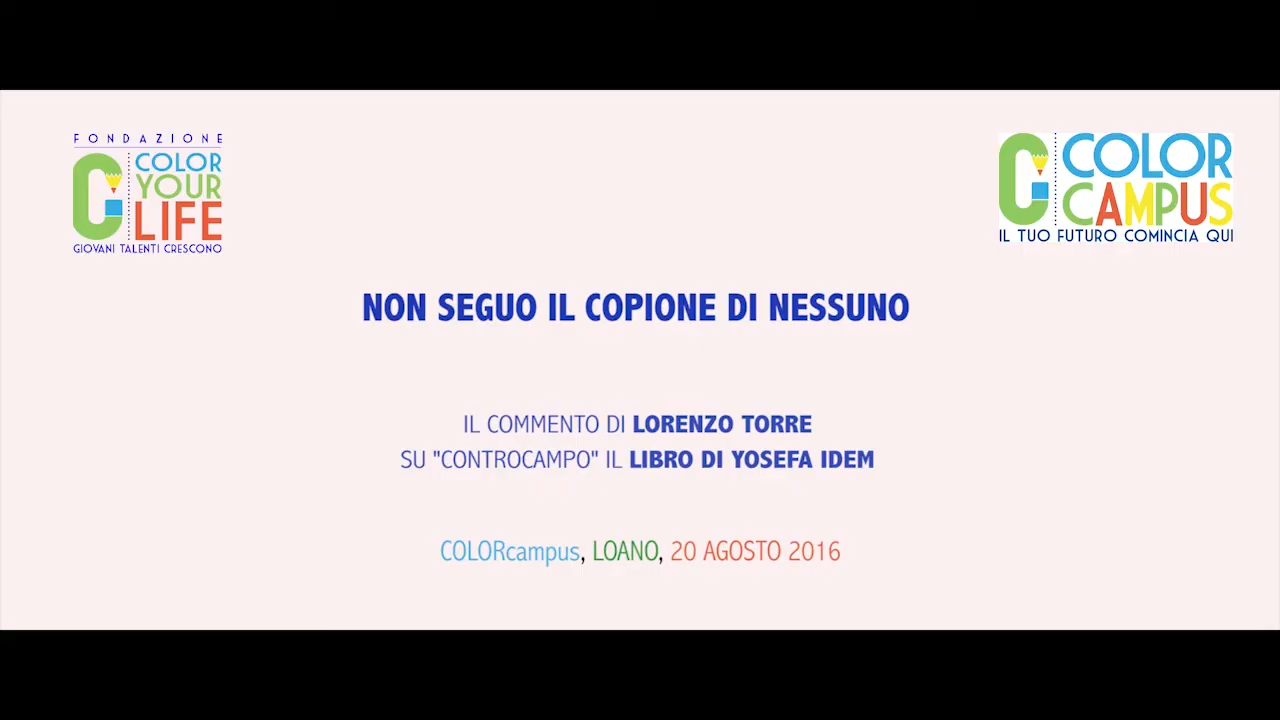 FONDAZIONE
COLOR
YOUR
LIFE
GIOVANI TALENTI CRESCONO
COLOR
CAMPUS
IL TUO FUTURO COMINCIA QUI
NON SEGUO IL COPIONE DI NESSUNO
IL COMMENTO DI LORENZO TORRE
SU "CONTROCAMPO" IL LIBRO DI YOSEFA IDEM
COLORcampus, LOANO, 20 AGOSTO 2016